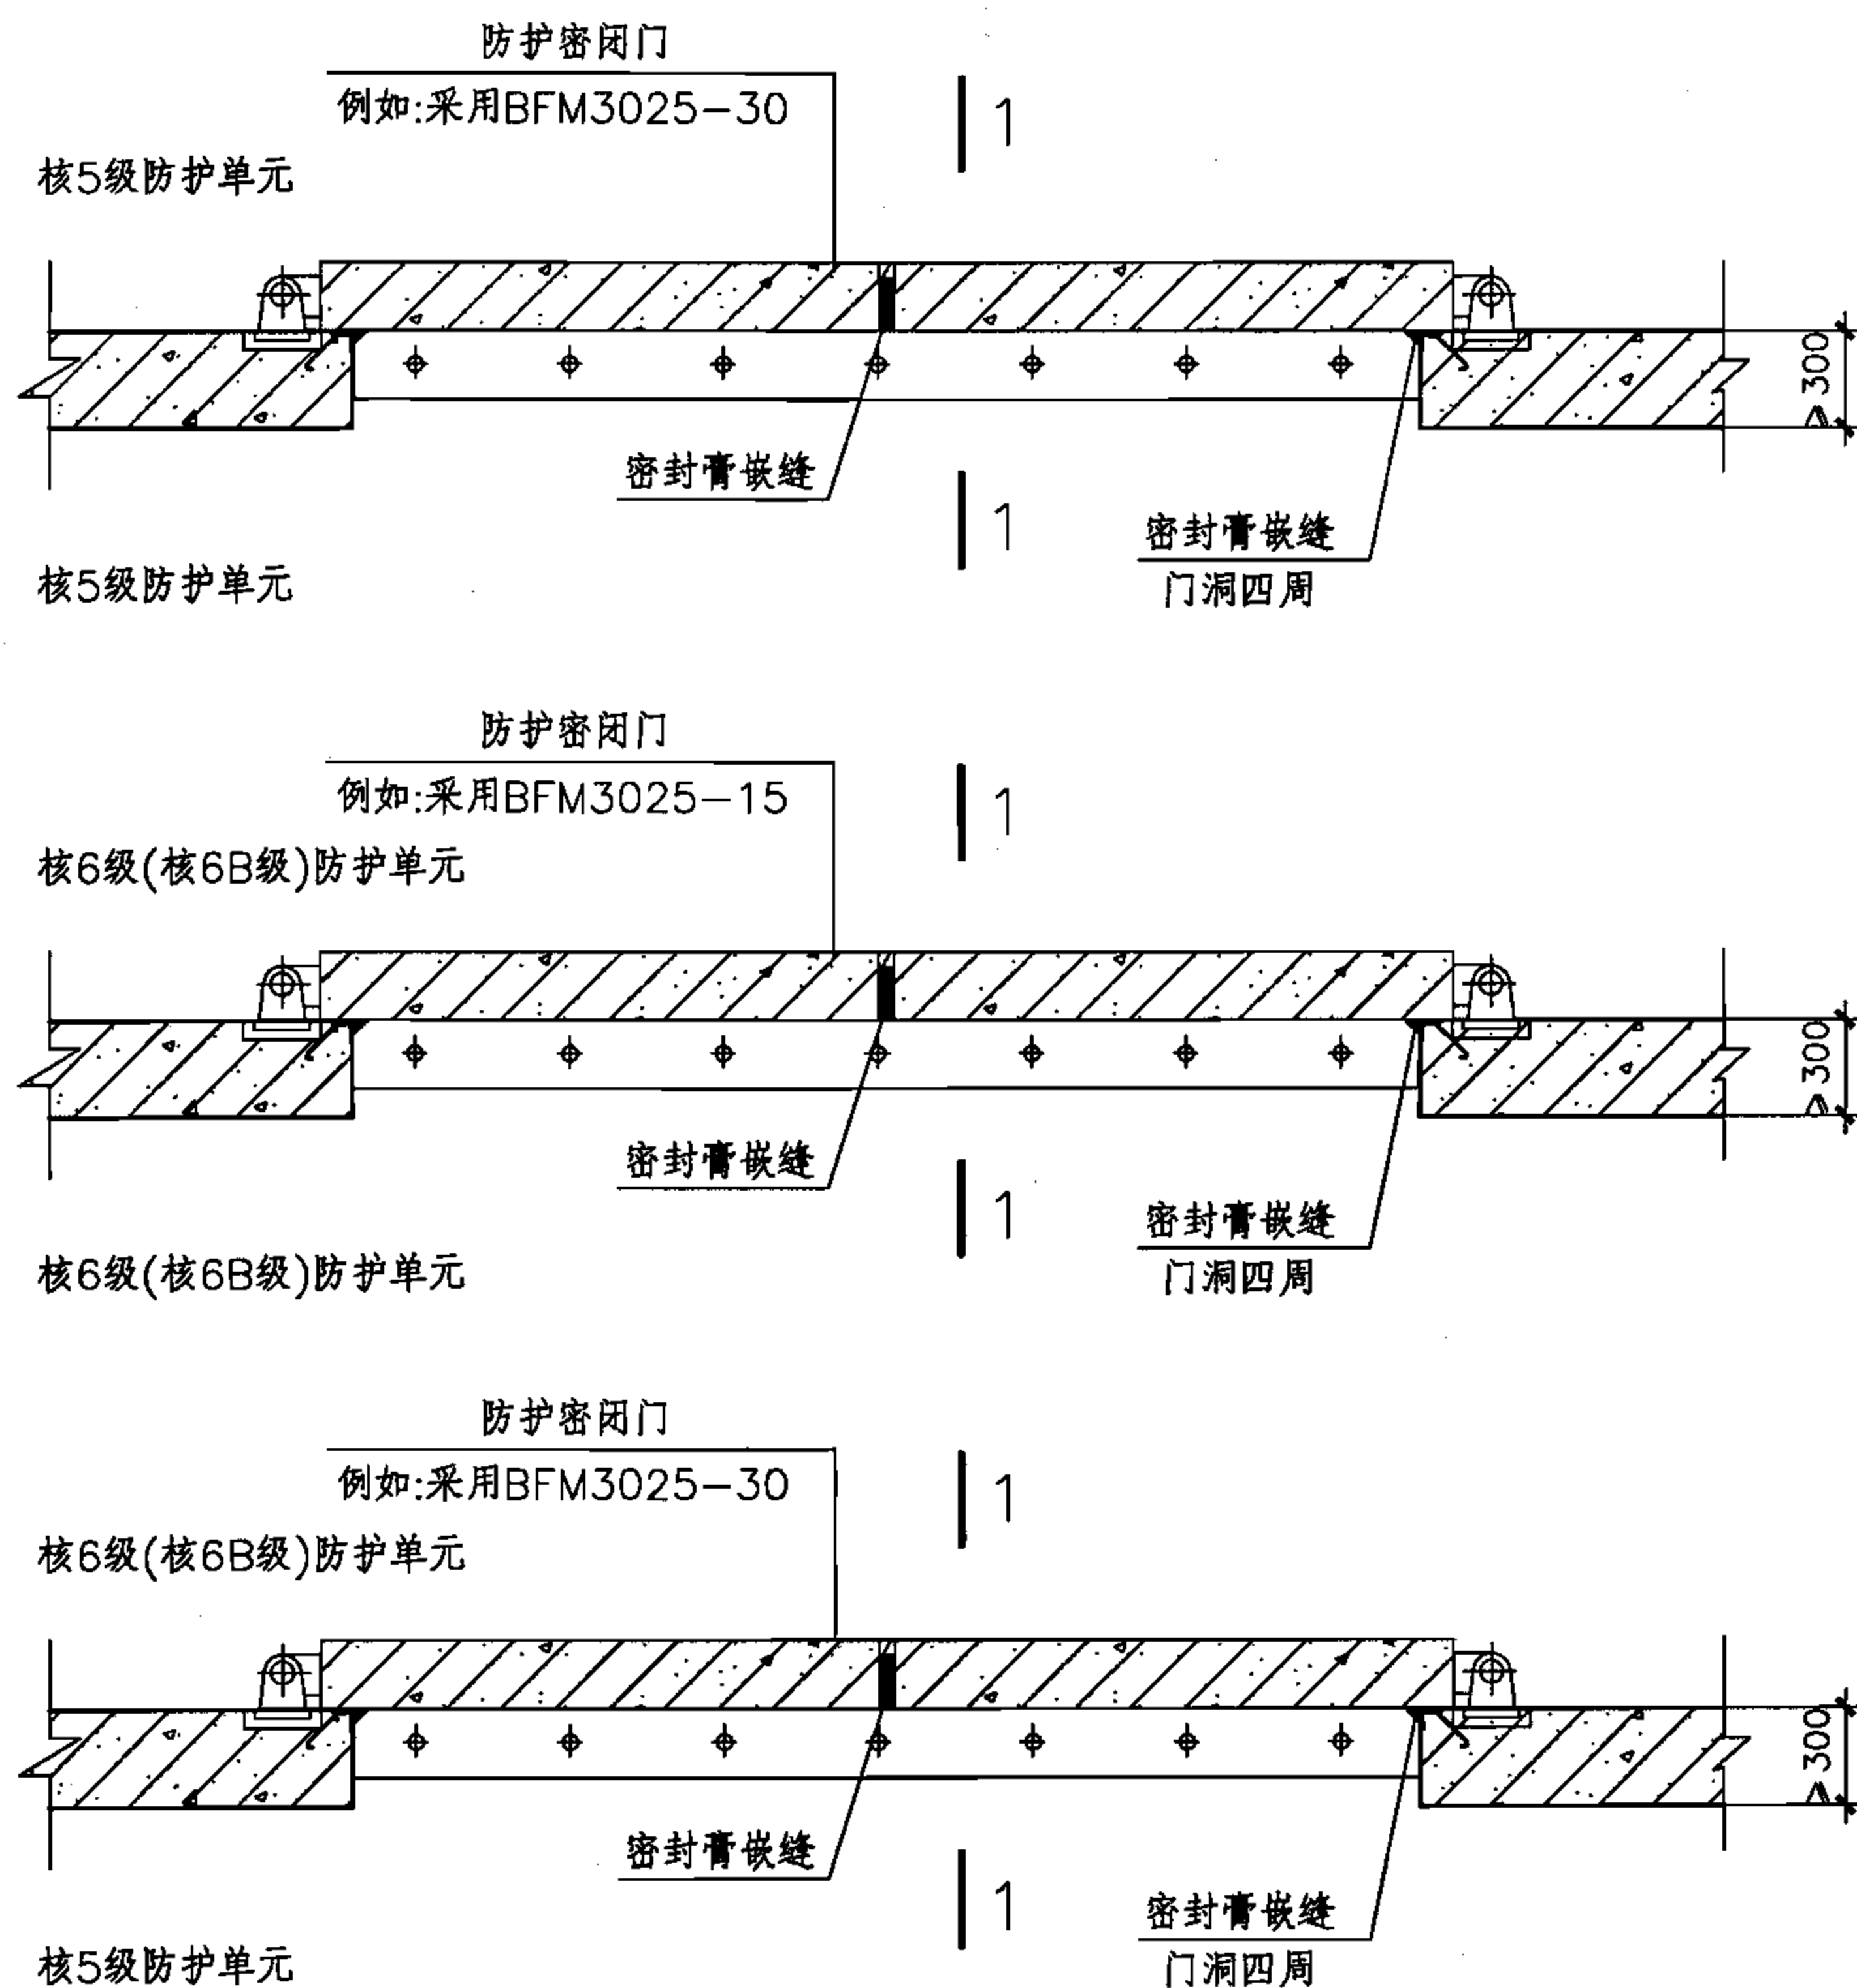 防护密闭门
例如:采用BFM3025-30
1
核5级防护单元
≥300
密封膏嵌缝
1
密封膏嵌缝
门洞四周
核5级防护单元
防护密闭门
例如:采用BFM3025-15
1
核6级(核6B级)防护单元
≥300
密封膏嵌缝
1
密封膏嵌缝
门洞四周
核6级(核6B级)防护单元
防护密闭门
例如:采用BFM3025-30
1
核6级(核6B级)防护单元
≥300
密封膏嵌缝
1
密封膏嵌缝
门洞四周
核5级防护单元